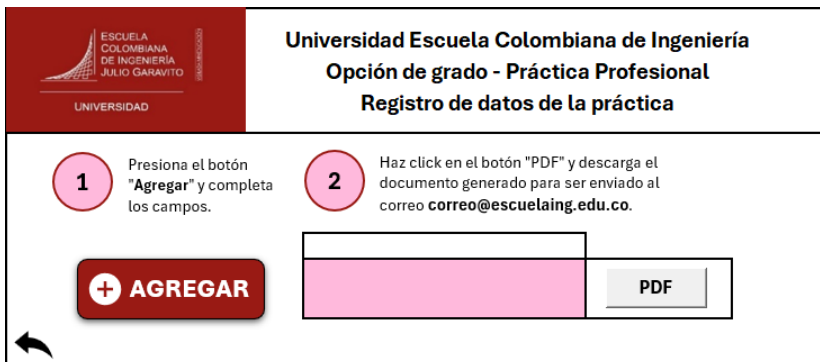 ESCUELA
COLOMBIANA
DE INGENIERÍA
JULIO GARAVITO
UNIVERSIDAD
Universidad Escuela Colombiana de Ingeniería
Opción de grado - Práctica Profesional
Registro de datos de la práctica
1
Presiona el botón
"Agregar" y completa
los campos.
2
Haz click en el botón "PDF" y descarga el
documento generado para ser enviado al
correo correo@escuelaing.edu.co.
+ AGREGAR
PDF